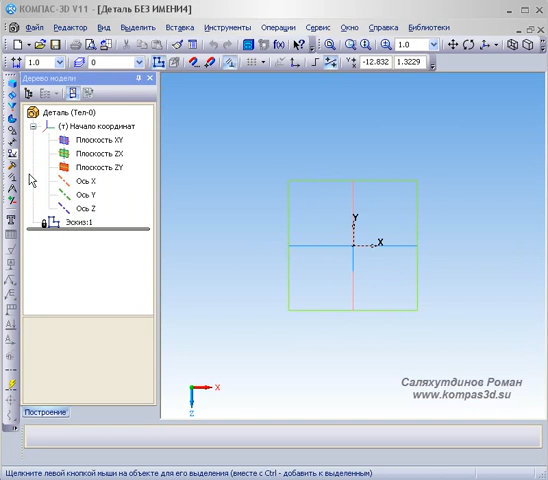 КОМПАС-3D V11 - [Деталь БЕЗ ИМЕНИ4]
Файл Редактор Вид Выделить Вставка Инструменты Операции Сервис Окно Справка Библиотеки
f(x) 1.0
1.0 0 -12.832 1.3229
Дерево модели
Деталь (Тел-0)
(т) Начало координат
Плоскость XY
Плоскость ZX
Плоскость ZY
Ось X
Ось Y
Ось Z
Эскиз:1
Y
X
X
Z
Саляхутдинов Роман
www.kompas3d.su
Построение
Щелкните левой кнопкой мыши на объекте для его выделения (вместе с Ctrl - добавить к выделенным)